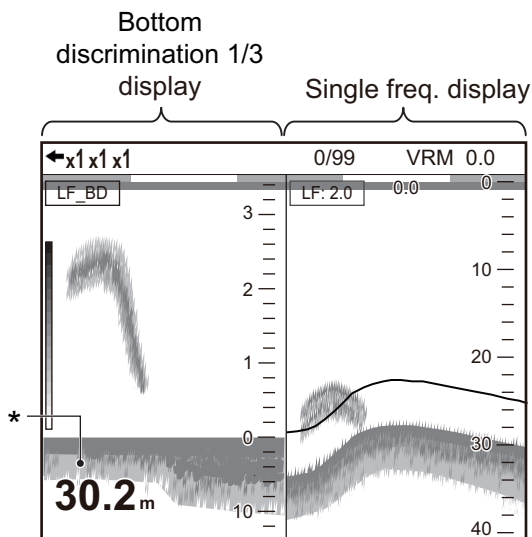 Bottom
discrimination 1/3
display
Single freq. display
x1 x1 x1
0/99 VRM 0.0
LF_BD
LF: 2.0
0.0
0
3
2
1
0
10
10
20
30
40
*
30.2 m